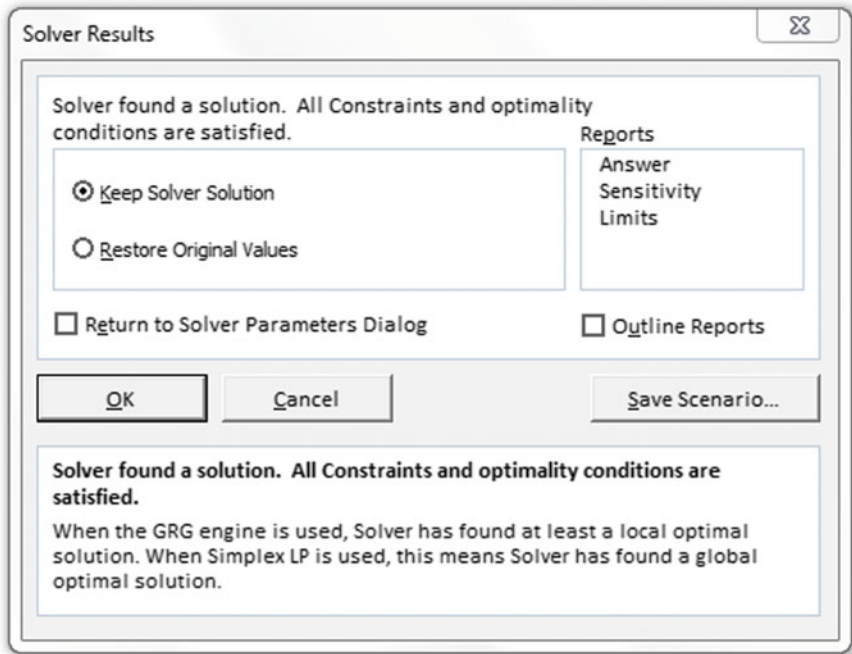 Solver Results
Solver found a solution.  All Constraints and optimality
conditions are satisfied.
Reports
Answer
Sensitivity
Limits
Keep Solver Solution
Restore Original Values
Return to Solver Parameters Dialog
Outline Reports
OK
Cancel
Save Scenario...
Solver found a solution.  All Constraints and optimality conditions are
satisfied.
When the GRG engine is used, Solver has found at least a local optimal
solution. When Simplex LP is used, this means Solver has found a global
optimal solution.